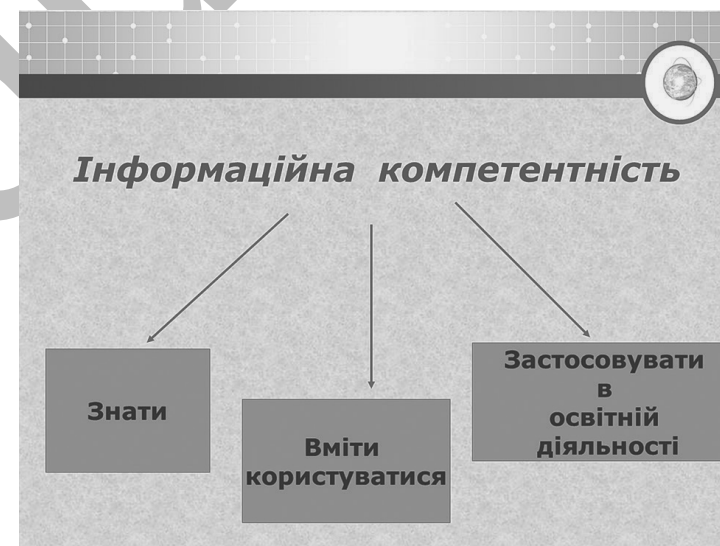 Інформаційна компетентність
Знати
Вміти
користуватися
Застосовувати
в
освітній
діяльності